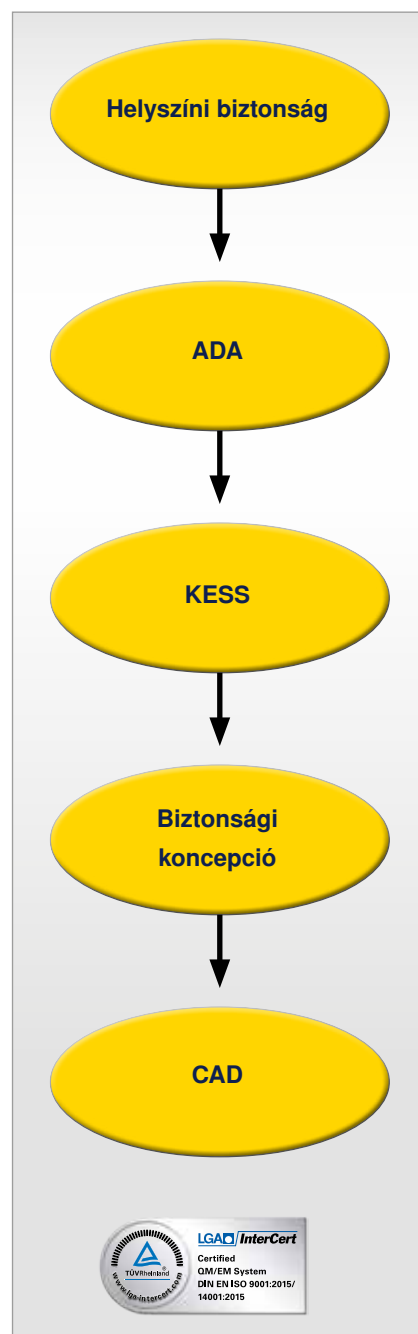 Helyszíni biztonság
ADA
KESS
Biztonsági
koncepció
CAD
TÜVRheinland®
www.lga-intercert.com
LGA InterCert
Certified
QM/EM System
DIN EN ISO 9001:2015/
14001:2015